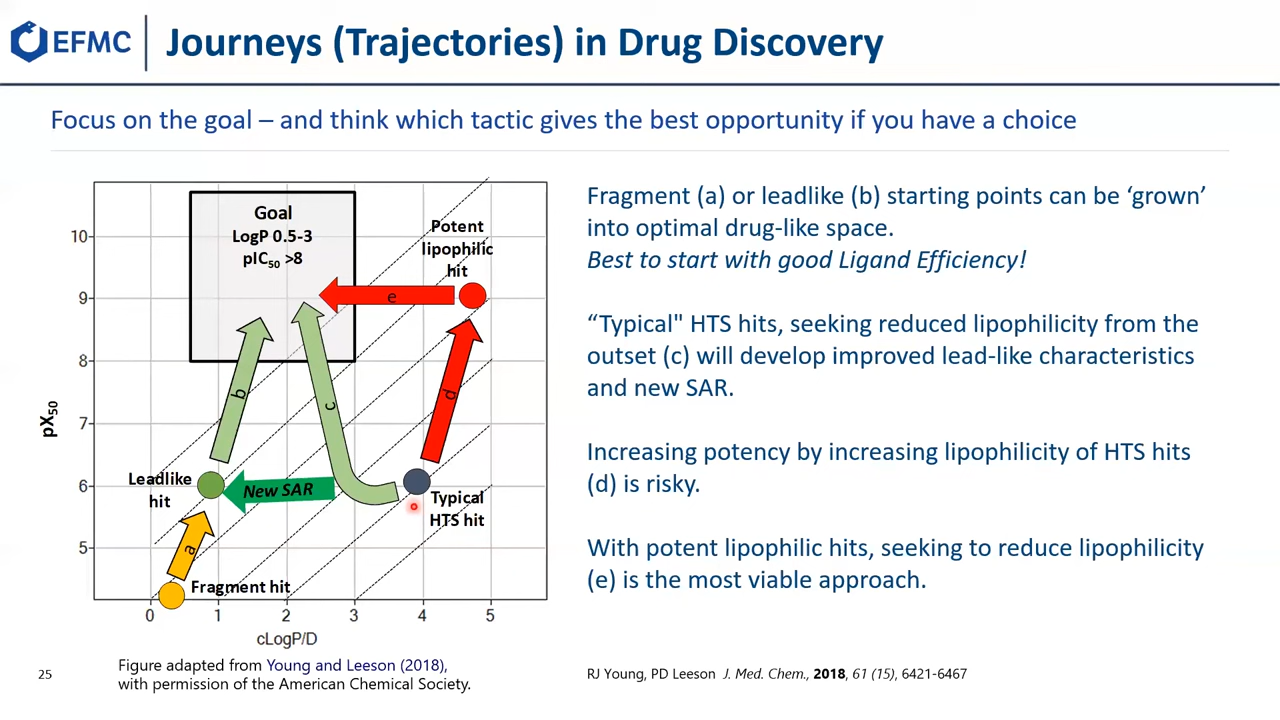 EFMC
Journeys (Trajectories) in Drug Discovery
Focus on the goal – and think which tactic gives the best opportunity if you have a choice
Goal
LogP 0.5-3
pIC50 >8
Potent
lipophilic
hit
e
b
c
d
Leadlike
hit
New SAR
Typical
HTS hit
a
Fragment hit
pX50
10
9
8
7
6
5
0 1 2 3 4 5
cLogP/D
Fragment (a) or leadlike (b) starting points can be ‘grown’
into optimal drug-like space.
Best to start with good Ligand Efficiency!
“Typical" HTS hits, seeking reduced lipophilicity from the
outset (c) will develop improved lead-like characteristics
and new SAR.
Increasing potency by increasing lipophilicity of HTS hits
(d) is risky.
With potent lipophilic hits, seeking to reduce lipophilicity
(e) is the most viable approach.
25
Figure adapted from Young and Leeson (2018),
with permission of the American Chemical Society.
RJ Young, PD Leeson J. Med. Chem., 2018, 61 (15), 6421-6467